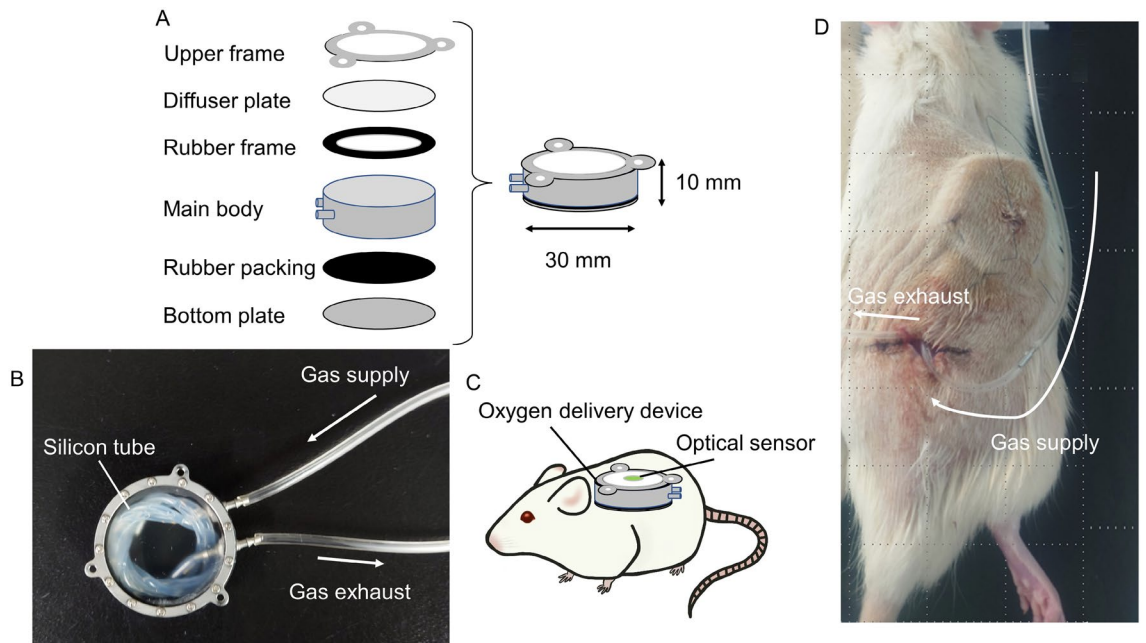 A
Upper frame
Diffuser plate
Rubber frame
Main body
Rubber packing
Bottom plate
10 mm
30 mm
B
Gas supply
Silicon tube
Gas exhaust
C
Oxygen delivery device
Optical sensor
D
Gas exhaust
Gas supply